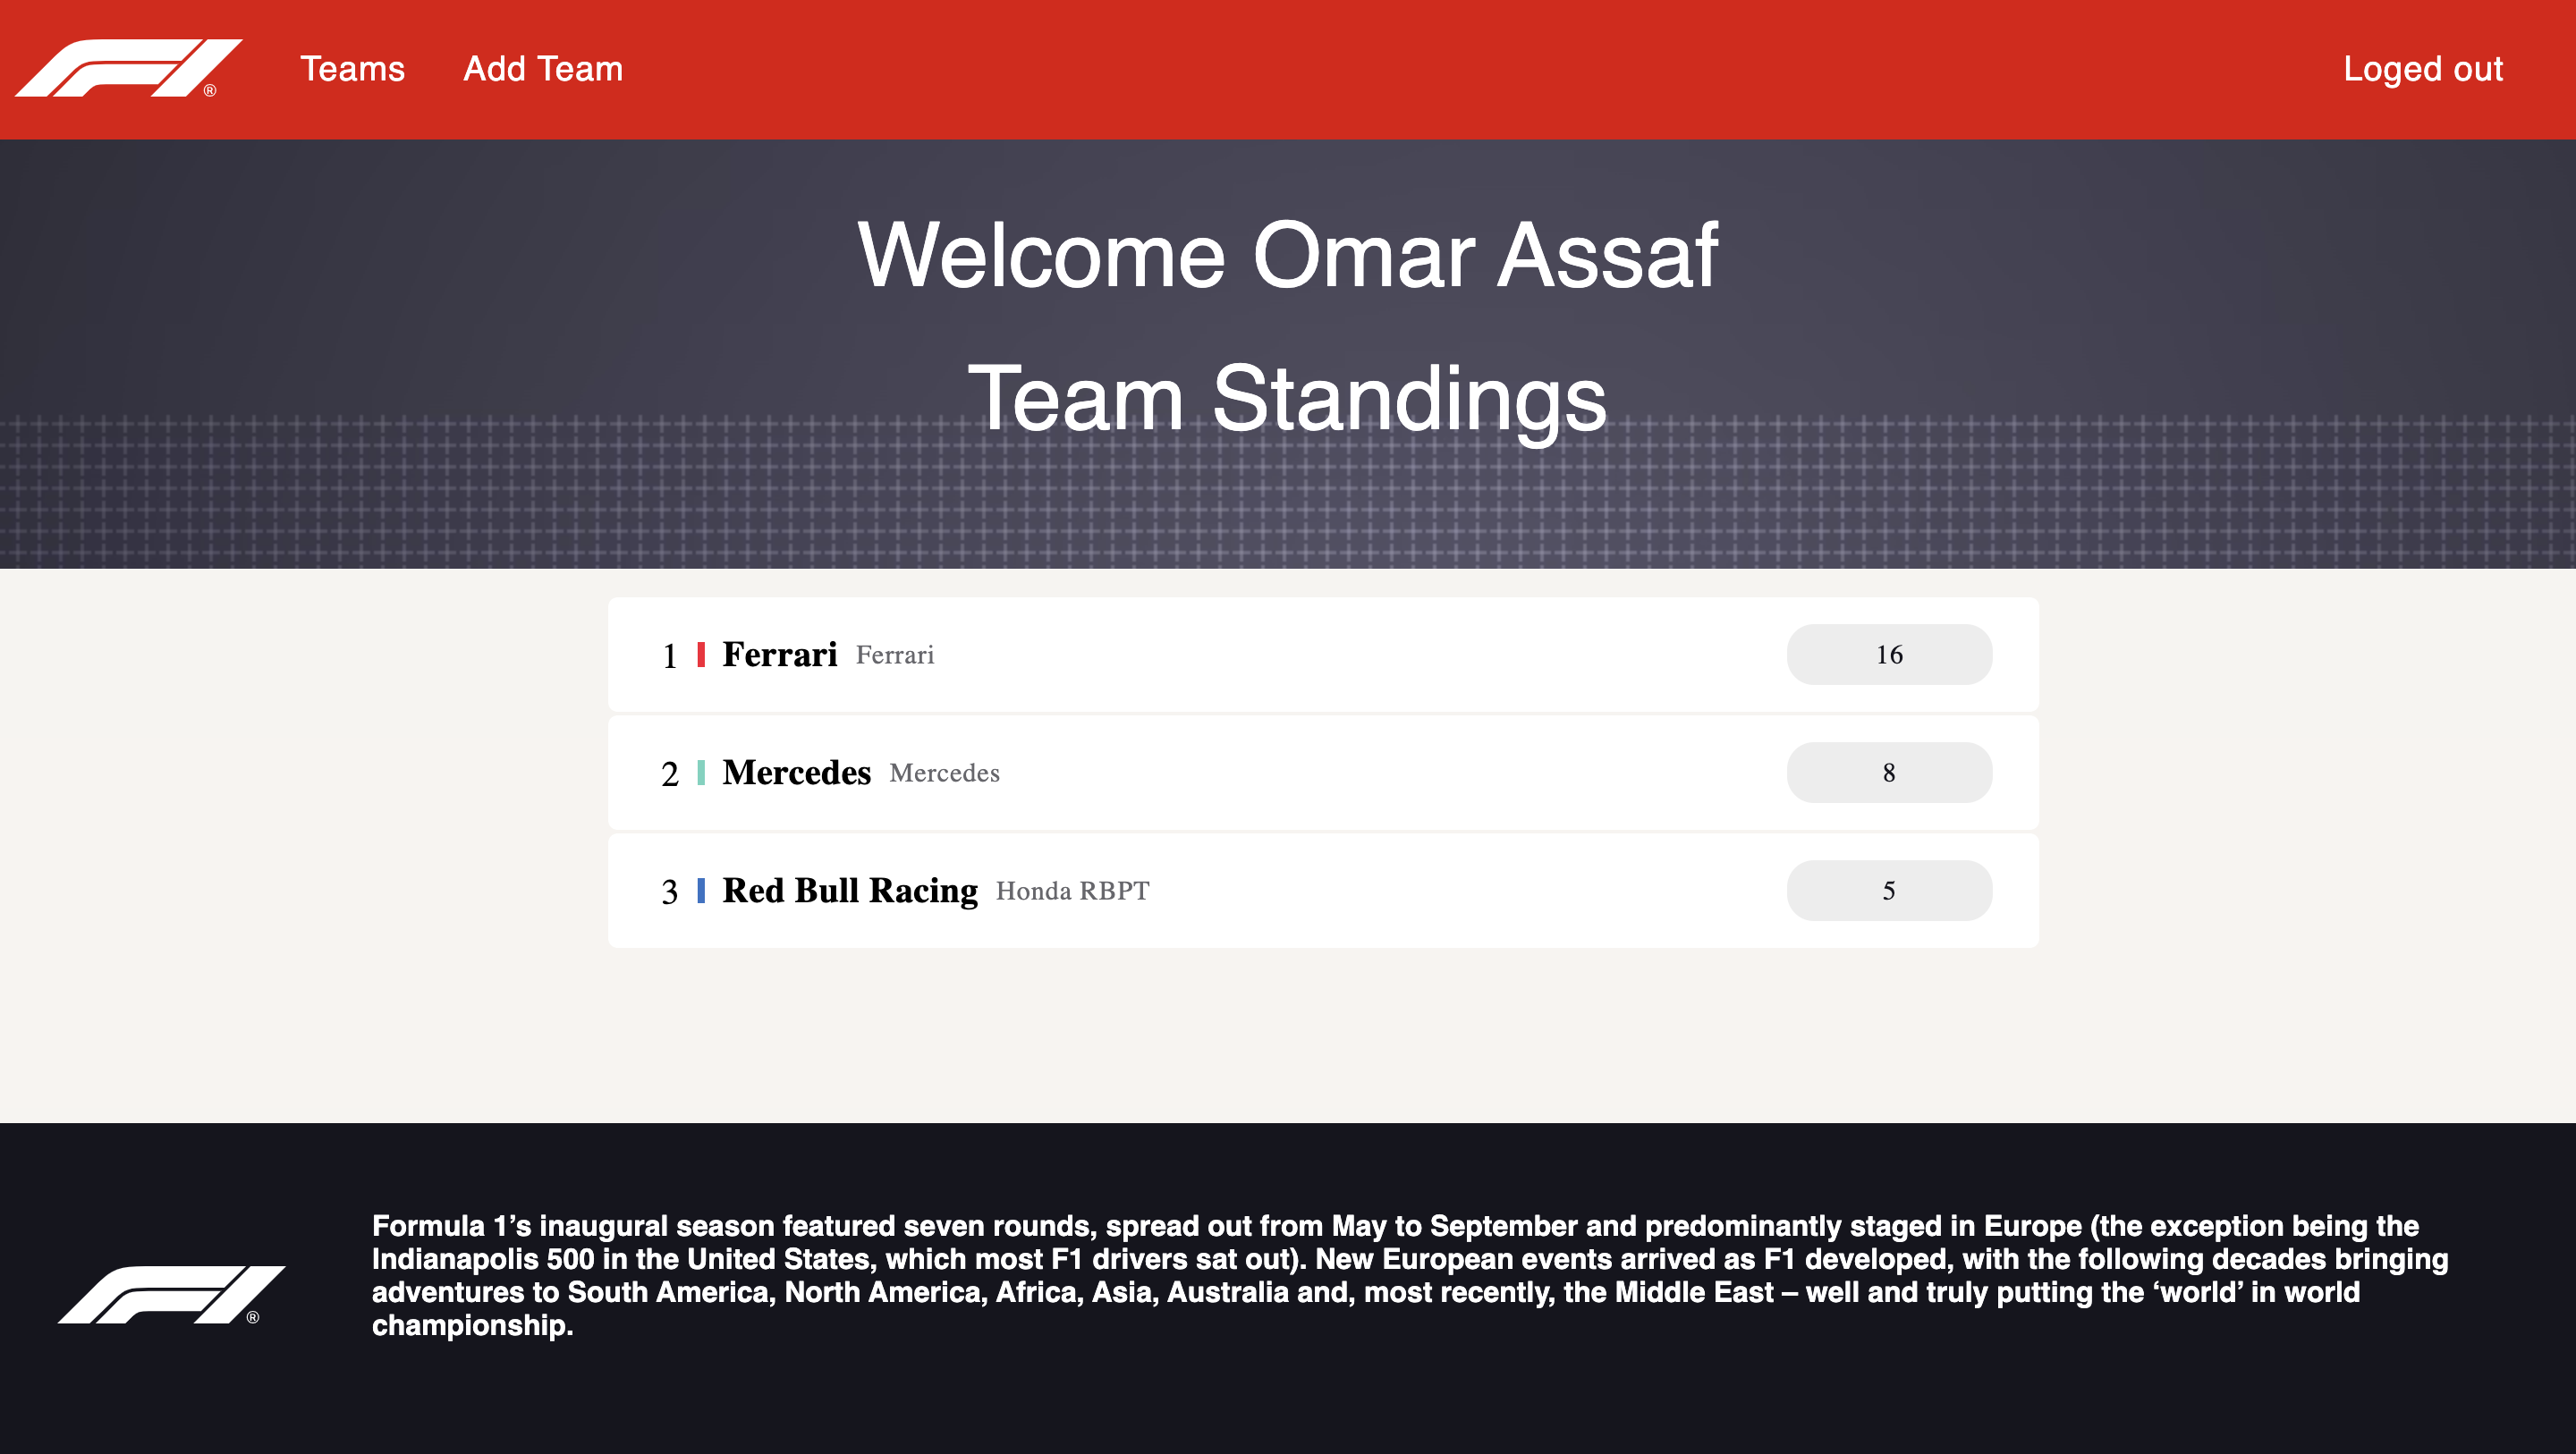 F1®
Teams
Add Team
Loged out
Welcome Omar Assaf
Team Standings
1 Ferrari Ferrari 16
2 Mercedes Mercedes 8
3 Red Bull Racing Honda RBPT 5
F1®
Formula 1’s inaugural season featured seven rounds, spread out from May to September and predominantly staged in Europe (the exception being the
Indianapolis 500 in the United States, which most F1 drivers sat out). New European events arrived as F1 developed, with the following decades bringing
adventures to South America, North America, Africa, Asia, Australia and, most recently, the Middle East – well and truly putting the ‘world’ in world
championship.